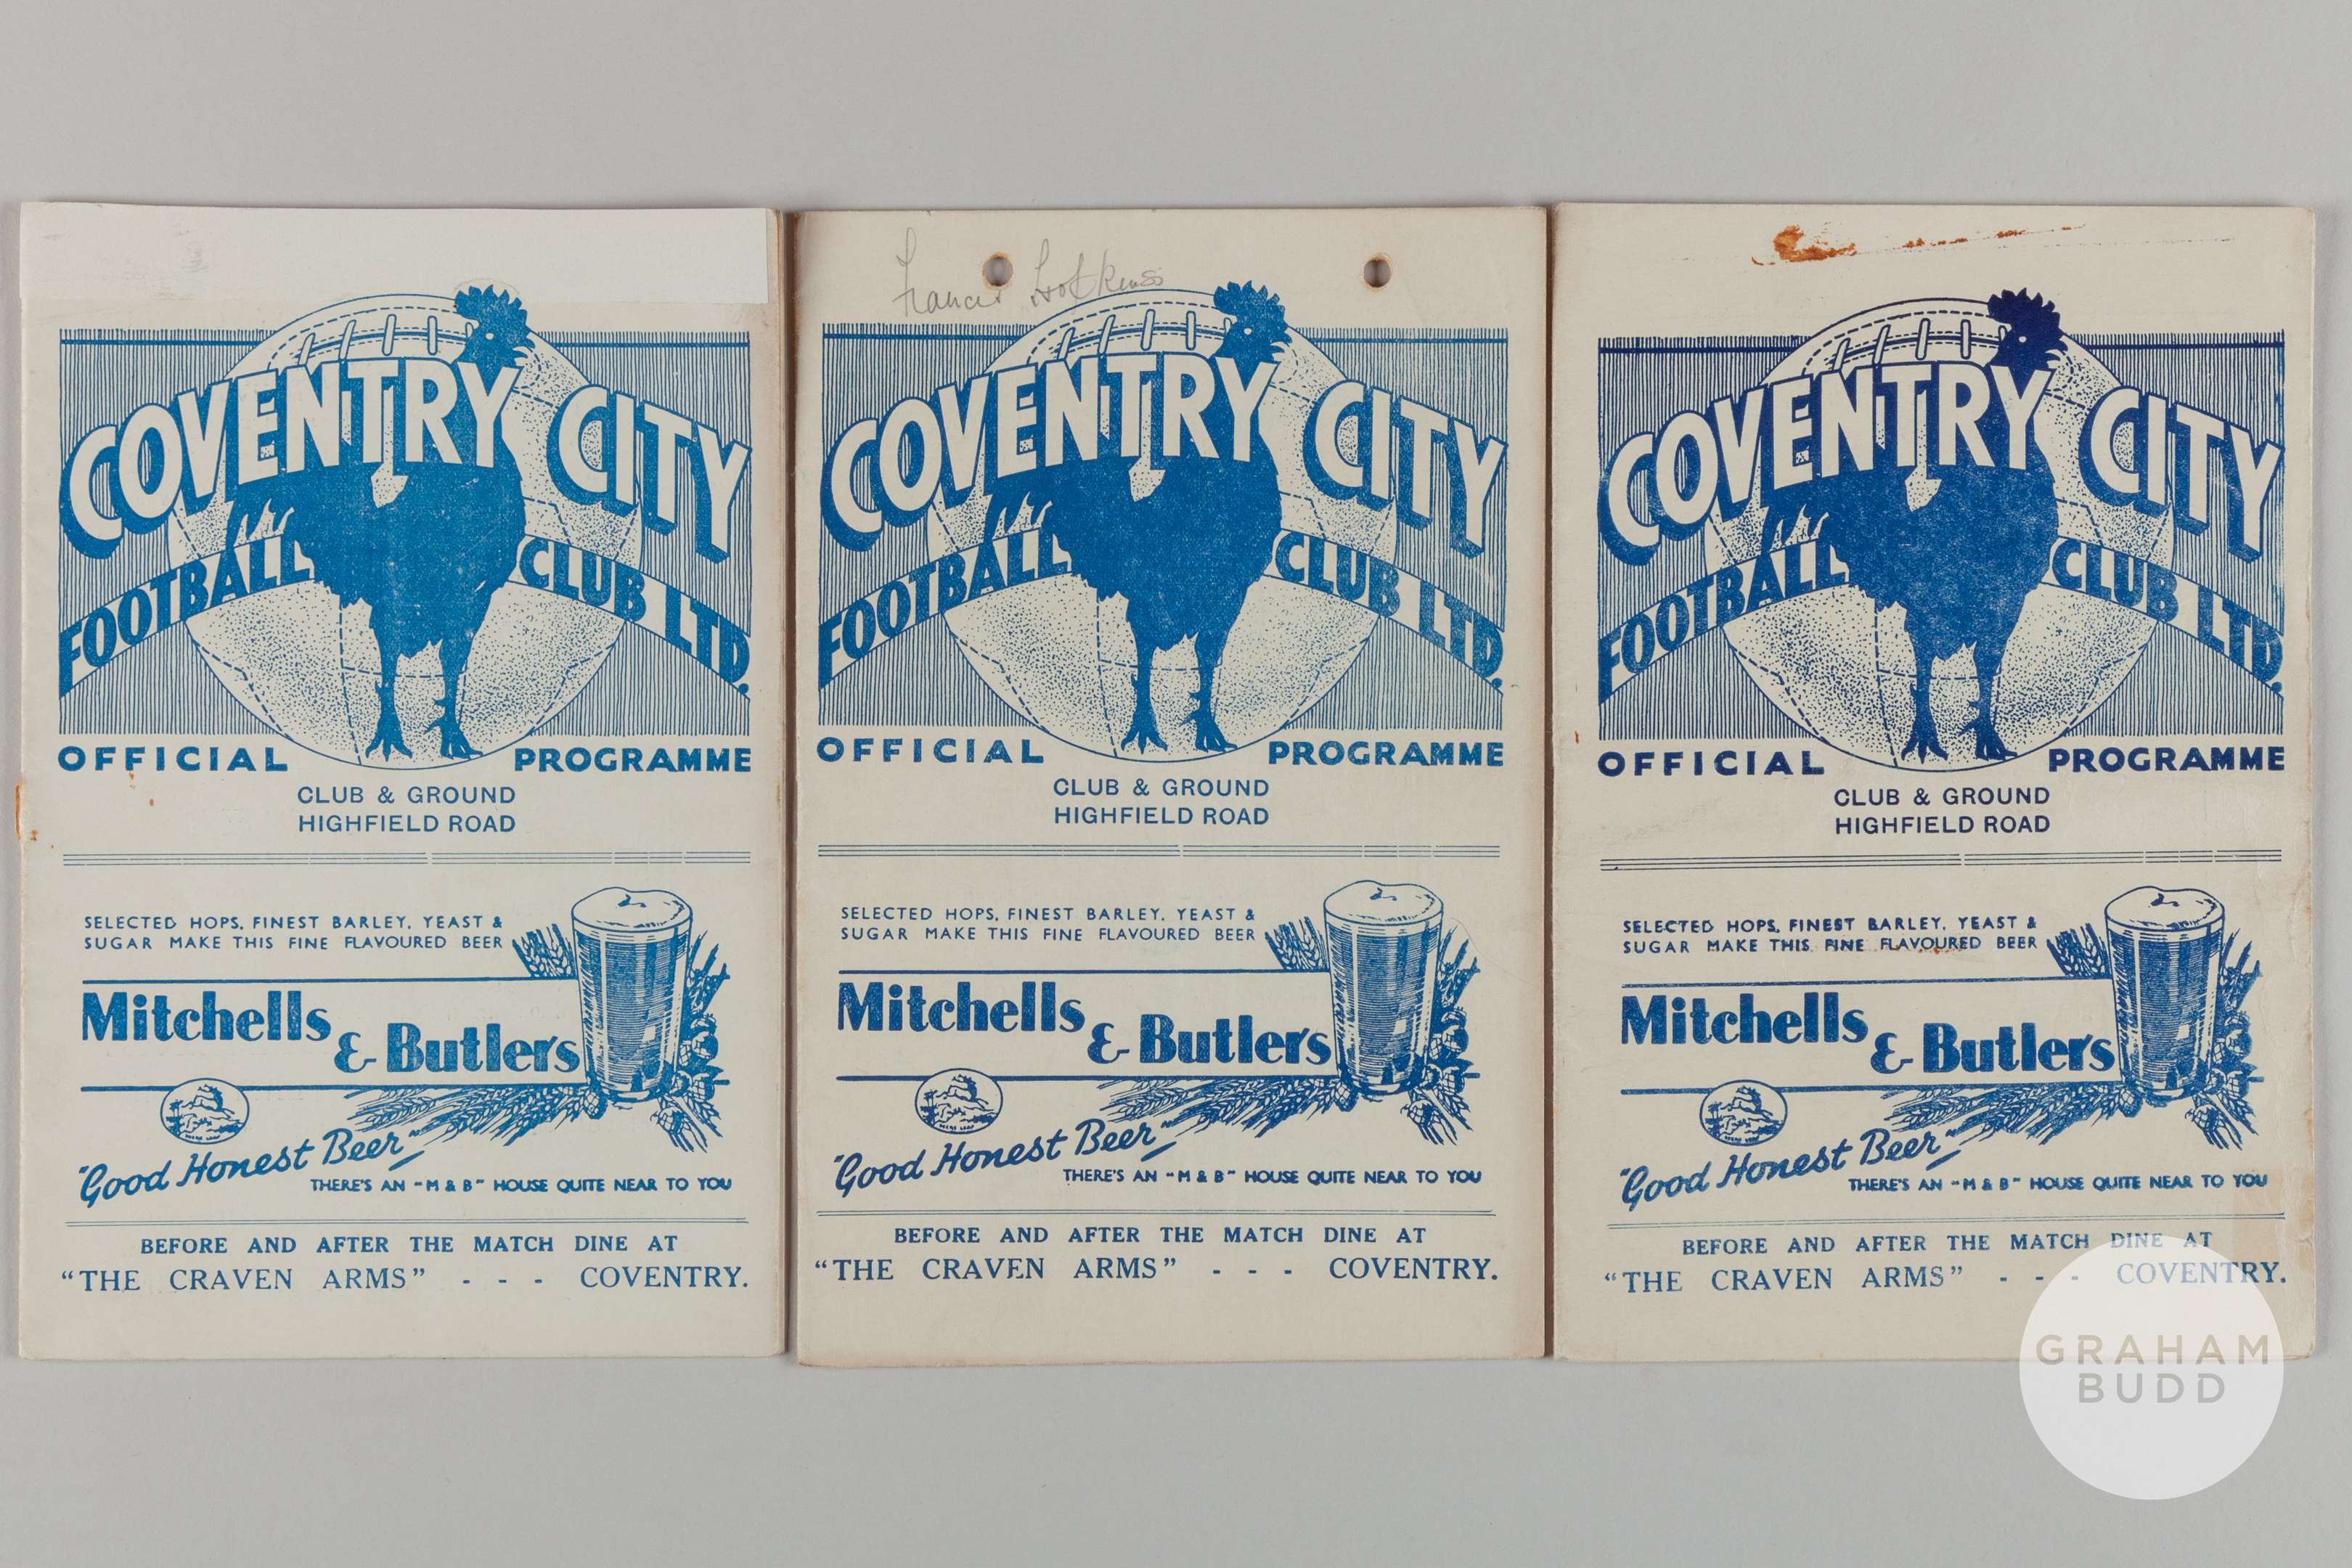 COVENTRY CITY
FOOTBALL CLUB LTD.
OFFICIAL PROGRAMME
CLUB & GROUND
HIGHFIELD ROAD
SELECTED HOPS, FINEST BARLEY, YEAST &
SUGAR MAKE THIS FINE FLAVOURED BEER
Mitchells
& Butlers
"Good Honest Beer"
THERE'S AN "M & B" HOUSE QUITE NEAR TO YOU
BEFORE AND AFTER THE MATCH DINE AT
"THE CRAVEN ARMS" - - - COVENTRY.
Francis
COVENTRY CITY
FOOTBALL CLUB LTD.
OFFICIAL PROGRAMME
CLUB & GROUND
HIGHFIELD ROAD
SELECTED HOPS, FINEST BARLEY, YEAST &
SUGAR MAKE THIS FINE FLAVOURED BEER
Mitchells
& Butlers
"Good Honest Beer"
THERE'S AN "M & B" HOUSE QUITE NEAR TO YOU
BEFORE AND AFTER THE MATCH DINE AT
"THE CRAVEN ARMS" - - - COVENTRY.
COVENTRY CITY
FOOTBALL CLUB LTD.
OFFICIAL PROGRAMME
CLUB & GROUND
HIGHFIELD ROAD
SELECTED HOPS, FINEST BARLEY, YEAST &
SUGAR MAKE THIS FINE FLAVOURED BEER
Mitchells
& Butlers
"Good Honest Beer"
THERE'S AN "M & B" HOUSE QUITE NEAR TO YOU
BEFORE AND AFTER THE MATCH DINE AT
"THE CRAVEN ARMS" - - - COVENTRY.
GRAHAM
BUDD